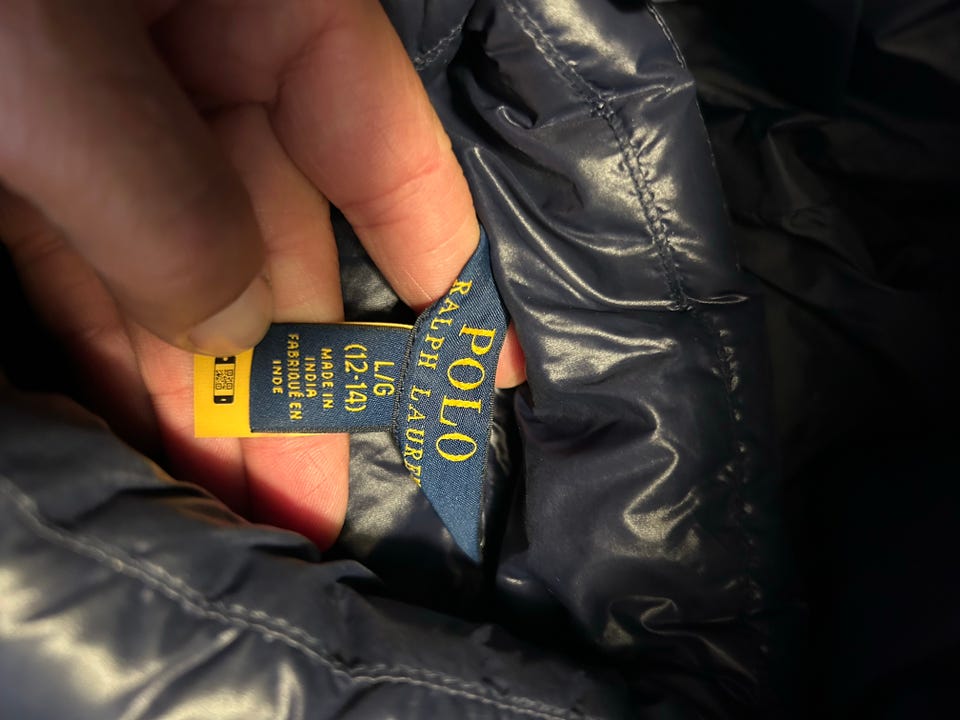 POLO
RALPH LAUREN
L/G
(12-14)
MADE IN
INDIA
FABRIQUÉ EN
INDE